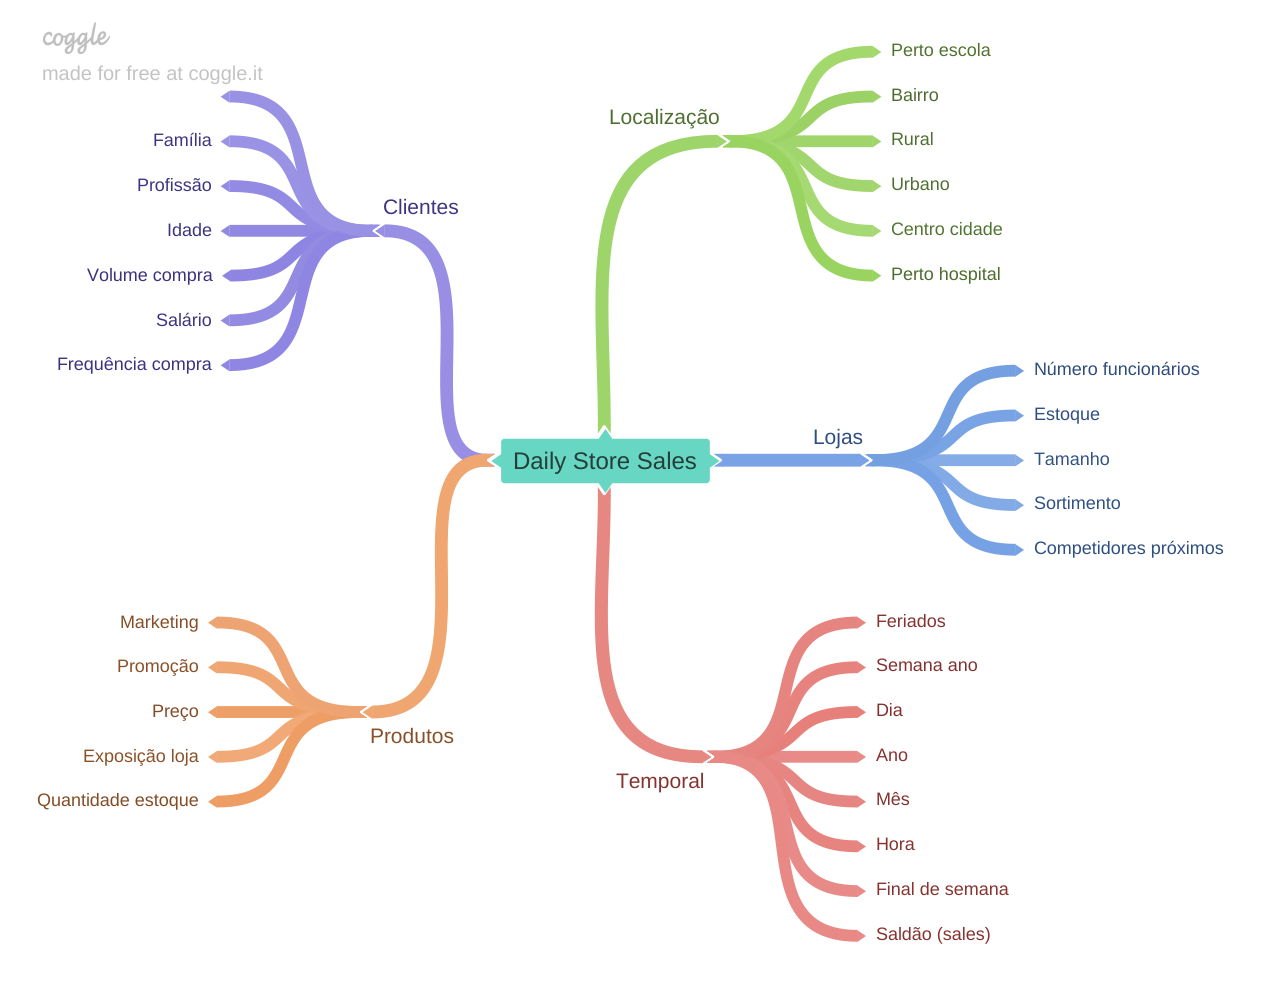 coggle
made for free at coggle.it
Clientes
Família
Profissão
Idade
Volume compra
Salário
Frequência compra
Localização
Perto escola
Bairro
Rural
Urbano
Centro cidade
Perto hospital
Daily Store Sales
Lojas
Número funcionários
Estoque
Tamanho
Sortimento
Competidores próximos
Produtos
Marketing
Promoção
Preço
Exposição loja
Quantidade estoque
Temporal
Feriados
Semana ano
Dia
Ano
Mês
Hora
Final de semana
Saldão (sales)